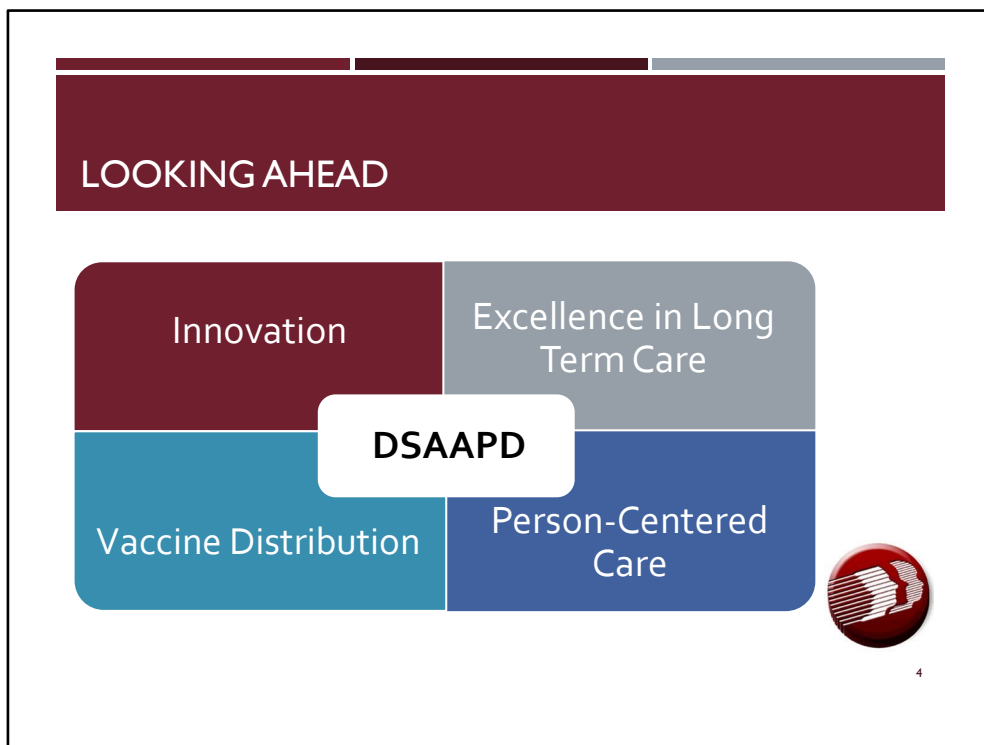 LOOKING AHEAD
Innovation
Excellence in Long
Term Care
DSAAPD
Vaccine Distribution
Person-Centered
Care
4